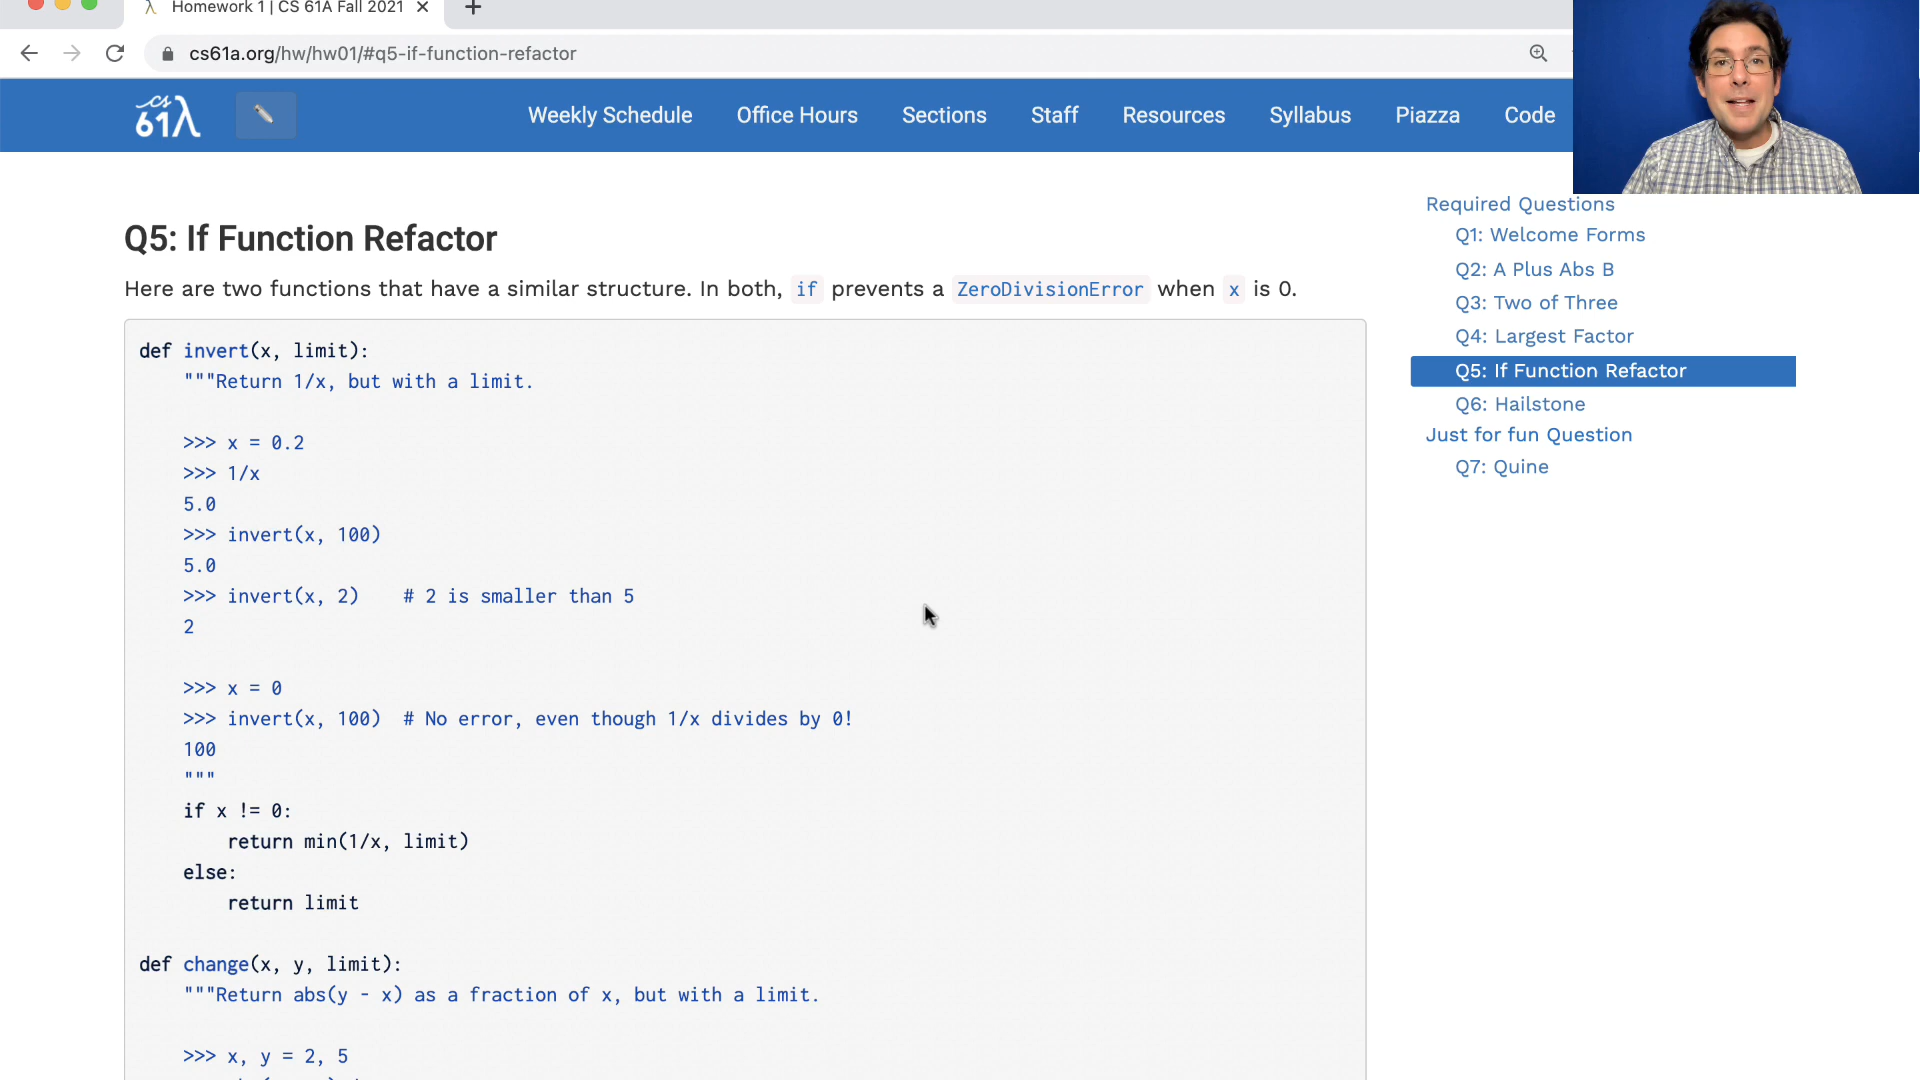 Homework 1 | CS 61A Fall 2021
cs61a.org/hw/hw01/#q5-if-function-refactor
cs
61λ
Weekly Schedule
Office Hours
Sections
Staff
Resources
Syllabus
Piazza
Code
Q5: If Function Refactor
Here are two functions that have a similar structure. In both, if prevents a ZeroDivisionError when x is 0.
def invert(x, limit):
"""Return 1/x, but with a limit.
>>> x = 0.2
>>> 1/x
5.0
>>> invert(x, 100)
5.0
>>> invert(x, 2)    # 2 is smaller than 5
2
>>> x = 0
>>> invert(x, 100)  # No error, even though 1/x divides by 0!
100
"""
if x != 0:
return min(1/x, limit)
else:
return limit
def change(x, y, limit):
"""Return abs(y - x) as a fraction of x, but with a limit.
>>> x, y = 2, 5
Required Questions
Q1: Welcome Forms
Q2: A Plus Abs B
Q3: Two of Three
Q4: Largest Factor
Q5: If Function Refactor
Q6: Hailstone
Just for fun Question
Q7: Quine